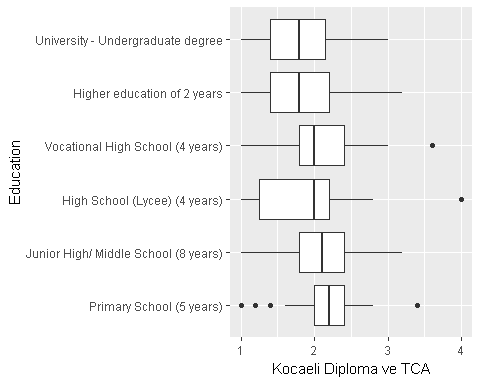 University - Undergraduate degree
Higher education of 2 years
Vocational High School (4 years)
High School (Lycee) (4 years)
Junior High/ Middle School (8 years)
Primary School (5 years)
Education
1 2 3 4
Kocaeli Diploma ve TCA